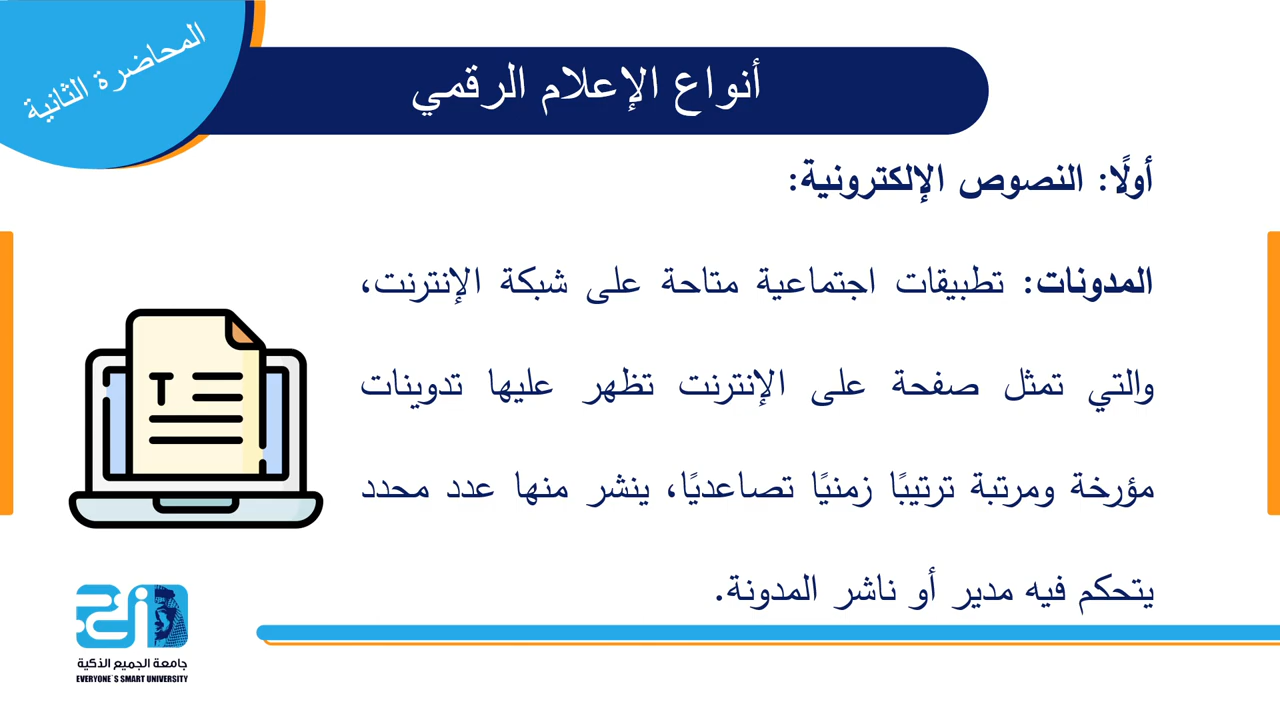 المحاضرة الثانية
أنواع الإعلام الرقمي
أولًا: النصوص الإلكترونية:
المدونات: تطبيقات اجتماعية متاحة على شبكة الإنترنت،
والتي تمثل صفحة على الإنترنت تظهر عليها تدوينات
مؤرخة ومرتبة ترتيبًا زمنيًا تصاعديًا، ينشر منها عدد محدد
يتحكم فيه مدير أو ناشر المدونة.
T
جامعة الجميع الذكية
EVERYONE`S SMART UNIVERSITY